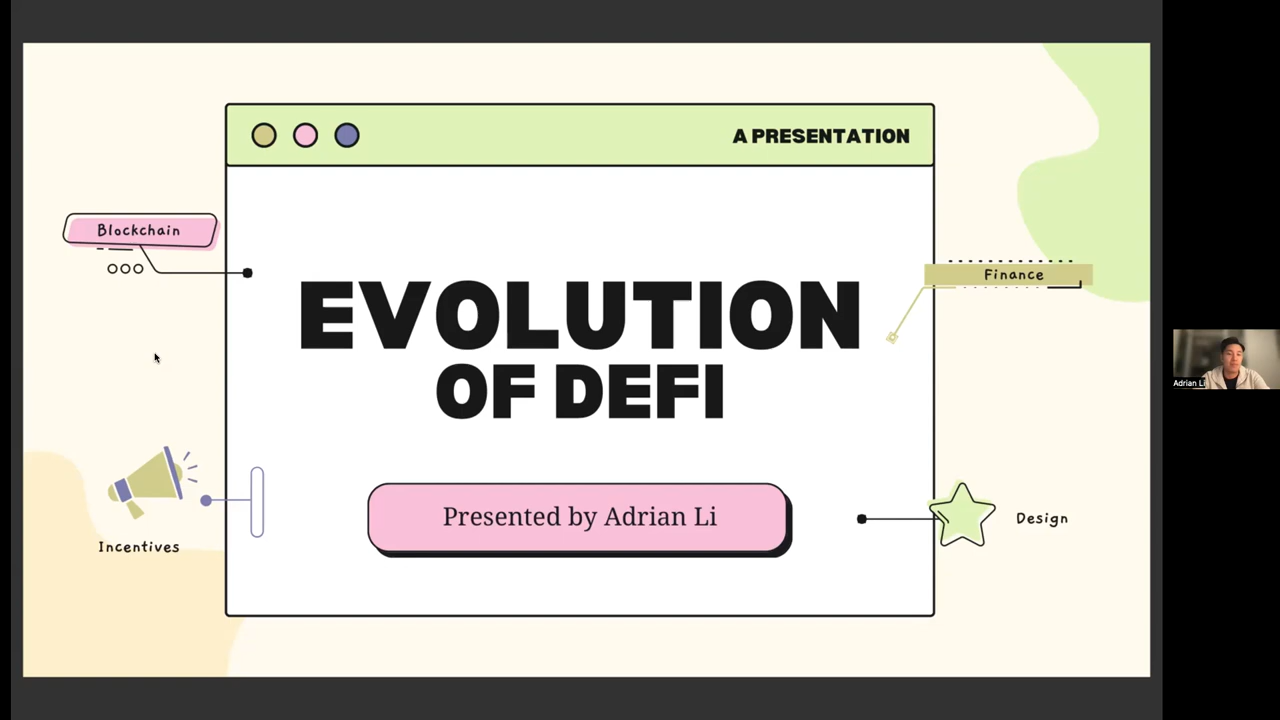 A PRESENTATION
Blockchain
Finance
EVOLUTION
OF DEFI
Presented by Adrian Li
Incentives
Design
Adrian Li